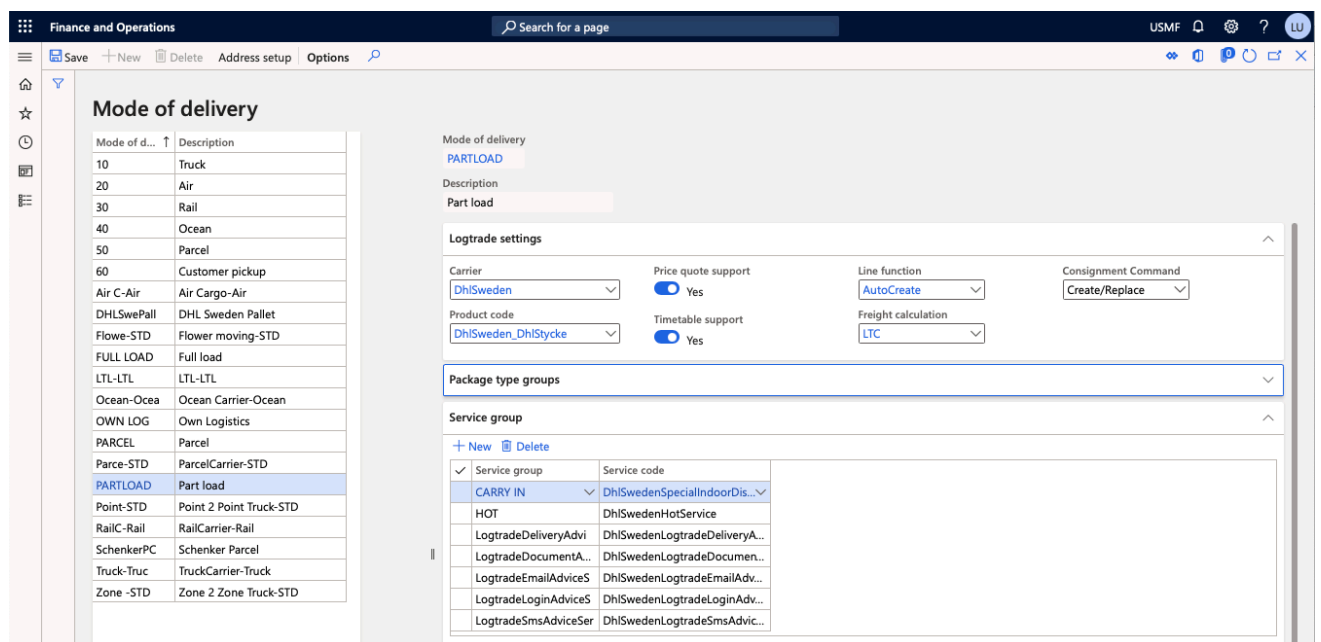 Finance and Operations
Search for a page
USMF
?
LU
Save
New
Delete
Address setup
Options
0
Mode of delivery
Mode of d... ↑ Description
10 Truck
20 Air
30 Rail
40 Ocean
50 Parcel
60 Customer pickup
Air C-Air Air Cargo-Air
DHLSwePall DHL Sweden Pallet
Flowe-STD Flower moving-STD
FULL LOAD Full load
LTL-LTL LTL-LTL
Ocean-Ocea Ocean Carrier-Ocean
OWN LOG Own Logistics
PARCEL Parcel
Parce-STD ParcelCarrier-STD
PARTLOAD Part load
Point-STD Point 2 Point Truck-STD
RailC-Rail RailCarrier-Rail
SchenkerPC Schenker Parcel
Truck-Truc TruckCarrier-Truck
Zone -STD Zone 2 Zone Truck-STD
Mode of delivery
PARTLOAD
Description
Part load
Logtrade settings
Carrier
DhlSweden
Product code
DhlSweden_DhlStycke
Price quote support
Yes
Timetable support
Yes
Line function
AutoCreate
Freight calculation
LTC
Consignment Command
Create/Replace
Package type groups
Service group
New
Delete
Service group Service code
CARRY IN DhlSwedenSpecialIndoorDis...
HOT DhlSwedenHotService
LogtradeDeliveryAdvi DhlSwedenLogtradeDeliveryA...
LogtradeDocumentA... DhlSwedenLogtradeDocumen...
LogtradeEmailAdviceS DhlSwedenLogtradeEmailAdv...
LogtradeLoginAdviceS DhlSwedenLogtradeLoginAdv...
LogtradeSmsAdviceSer DhlSwedenLogtradeSmsAdvic...